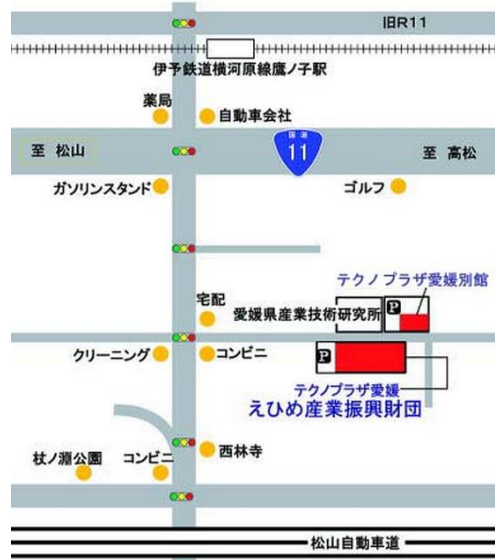 旧R11
伊予鉄道横河原線鷹ノ子駅
薬局
自動車会社
至 松山
国道
11
至 高松
ガソリンスタンド
ゴルフ
テクノプラザ愛媛別館
宅配
愛媛県産業技術研究所
P
クリーニング
コンビニ
P
テクノプラザ愛媛
えひめ産業振興財団
西林寺
杖ノ淵公園
コンビニ
松山自動車道